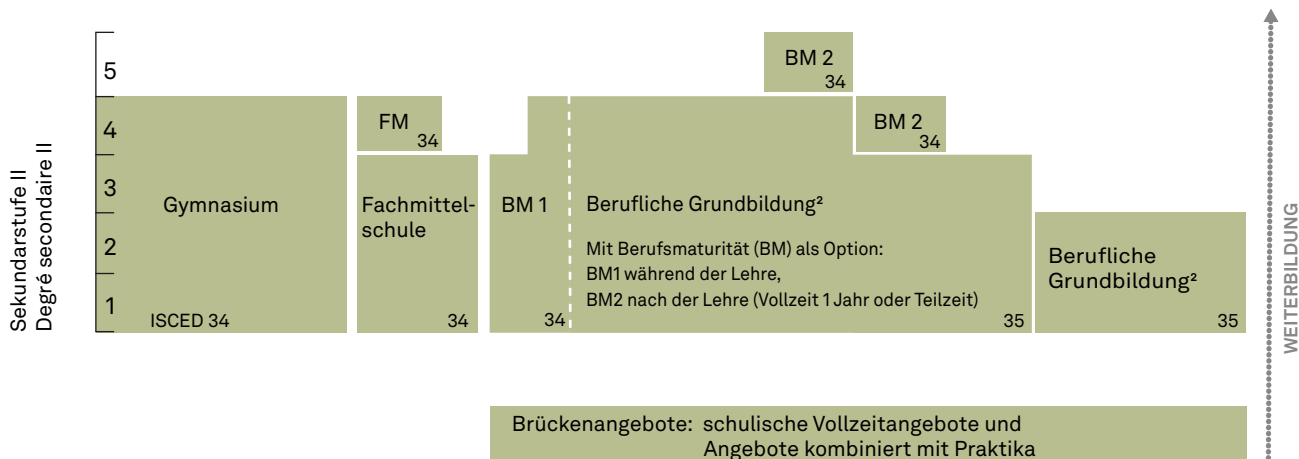 Sekundarstufe II
Degré secondaire II
5
4
3
2
1
Gymnasium
ISCED 34
FM
34
Fachmittel-
schule
34
BM 1
34
Berufliche Grundbildung²
Mit Berufsmaturität (BM) als Option:
BM1 während der Lehre,
BM2 nach der Lehre (Vollzeit 1 Jahr oder Teilzeit)
35
BM 2
34
BM 2
34
Berufliche
Grundbildung²
35
WEITERBILDUNG
Brückenangebote: schulische Vollzeitangebote und
Angebote kombiniert mit Praktika